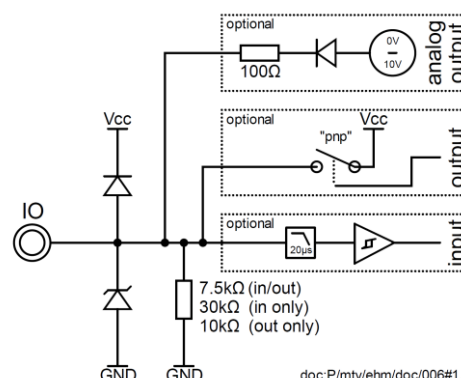 optional
100Ω
0V
10V
analog
output
Vcc
optional
"pnp"
Vcc
output
IO
optional
20µs
input
7.5kΩ (in/out)
30kΩ (in only)
10kΩ (out only)
GND
GND
doc:P/mtv/ehm/doc/006#1